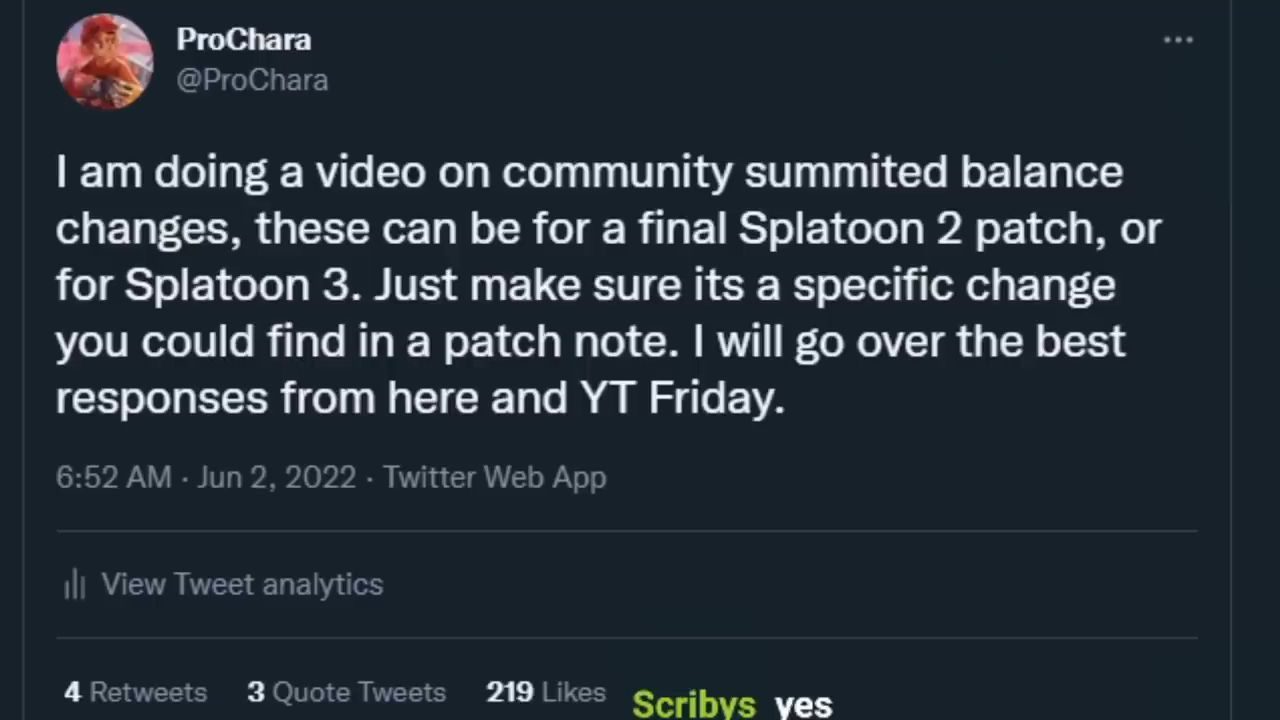 ProChara
@ProChara
I am doing a video on community summited balance
changes, these can be for a final Splatoon 2 patch, or
for Splatoon 3. Just make sure its a specific change
you could find in a patch note. I will go over the best
responses from here and YT Friday.
6:52 AM · Jun 2, 2022 · Twitter Web App
View Tweet analytics
4 Retweets 3 Quote Tweets 219 Likes
Scribys yes